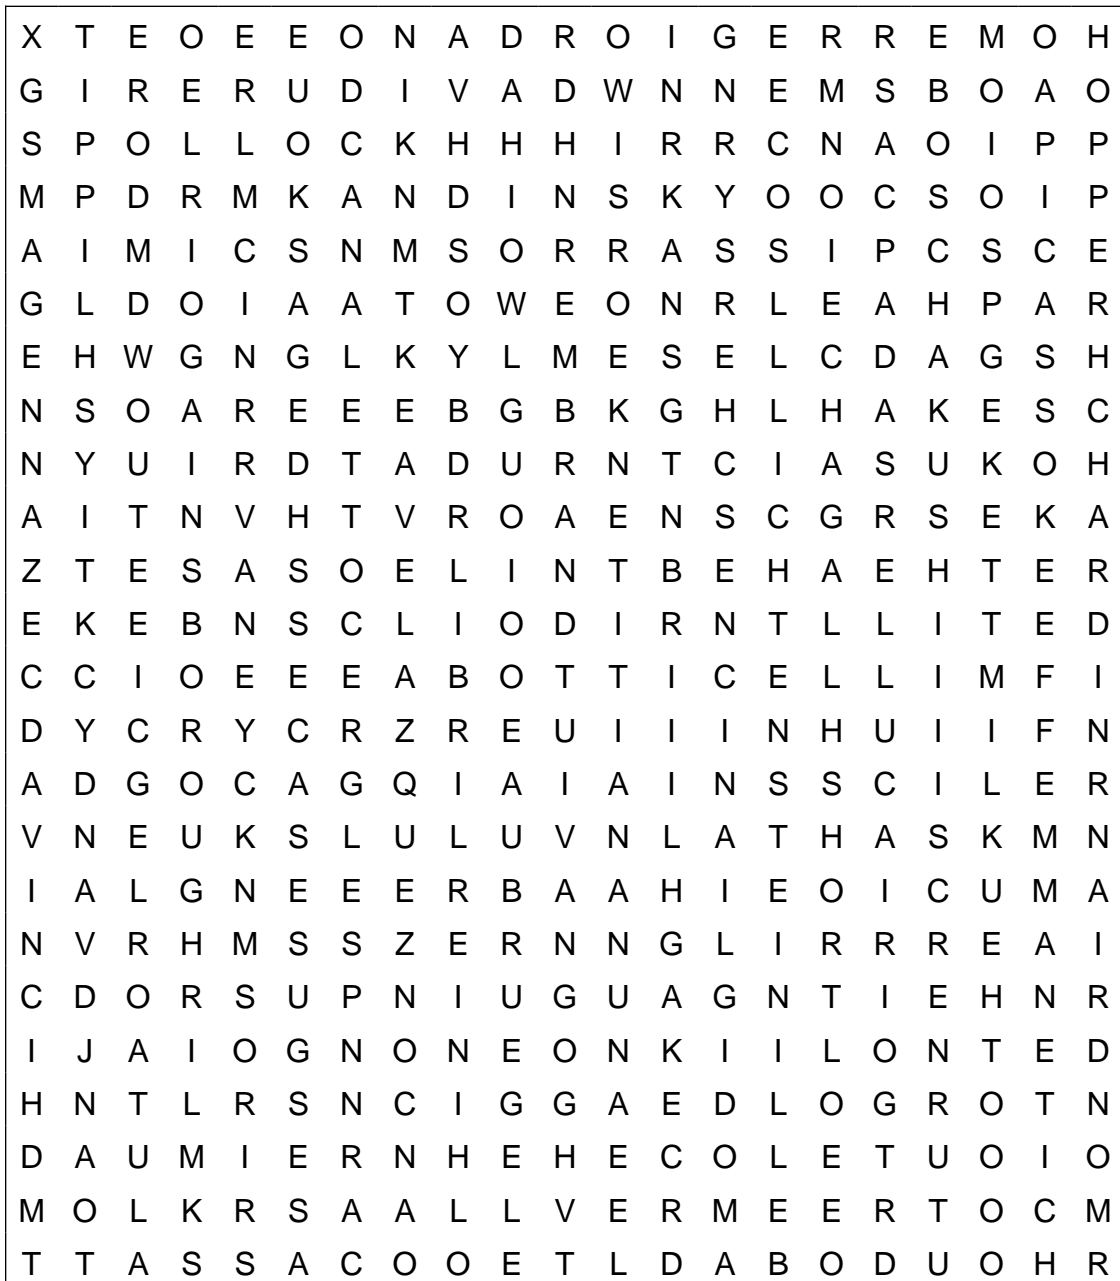 X T E O E E O N A D R O I G E R R E M O H
G I R E R U D I V A D W N N E M S B O A O
S P O L L O C K H H H I R R C N A O I P P
M P D R M K A N D I N S K Y O O C S O I P
A I M I C S N M S O R R A S S I P C S C E
G L D O I A A T O W E O N R L E A H P A R
E H W G N G L K Y L M E S E L C D A G S H
N S O A R E E E B G B K G H L H A K E S C
N Y U I R D T A D U R N T C I A S U K O H
A I T N V H T V R O A E N S C G R S E K A
Z T E S A S O E L I N T B E H A E H T E R
E K E B N S C L I O D I R N T L L I T E D
C C I O E E E A B O T T I C E L L I M F I
D Y C R Y C R Z R E U I I I N H U I I F N
A D G O C A G Q I A I A I N S S C I L E R
V N E U K S L U L U V N L A T H A S K M N
I A L G N E E E R B A A H I E O I C U M A
N V R H M S S Z E R N N G L I R R R E A I
C D O R S U P N I U G U A G N T I E H N R
I J A I O G N O N E O N K I I L O N T E D
H N T L R S N C I G G A E D L O G R O T N
D A U M I E R N H E H E C O L E T U O I O
M O L K R S A A L L V E R M E E R T O C M
T T A S S A C O O E T L D A B O D U O H R